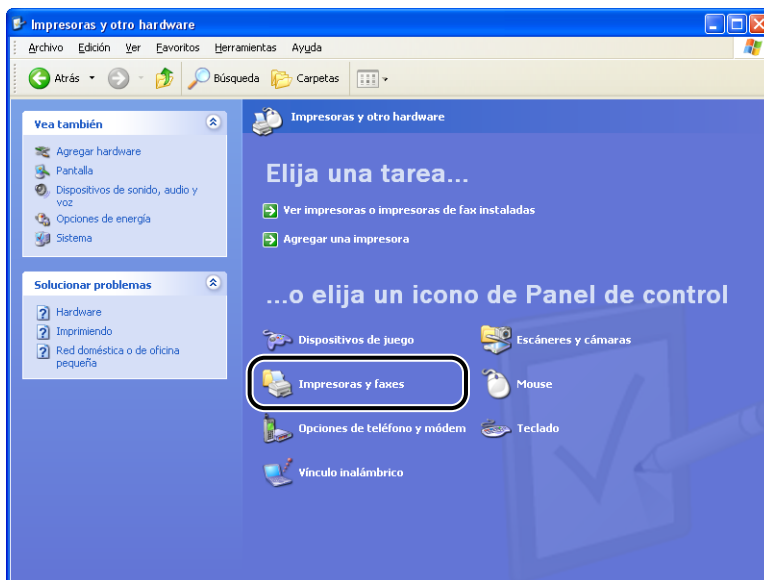 Impresoras y otro hardware
Archivo Edición Ver Favoritos Herramientas Ayuda
Atrás Búsqueda Carpetas
Vea también
Agregar hardware
Pantalla
Dispositivos de sonido, audio y
voz
Opciones de energía
Sistema
Solucionar problemas
Hardware
Imprimiendo
Red doméstica o de oficina
pequeña
Impresoras y otro hardware
Elija una tarea...
Ver impresoras o impresoras de fax instaladas
Agregar una impresora
...o elija un icono de Panel de control
Dispositivos de juego
Escáneres y cámaras
Impresoras y faxes
Mouse
Opciones de teléfono y módem
Teclado
Vínculo inalámbrico